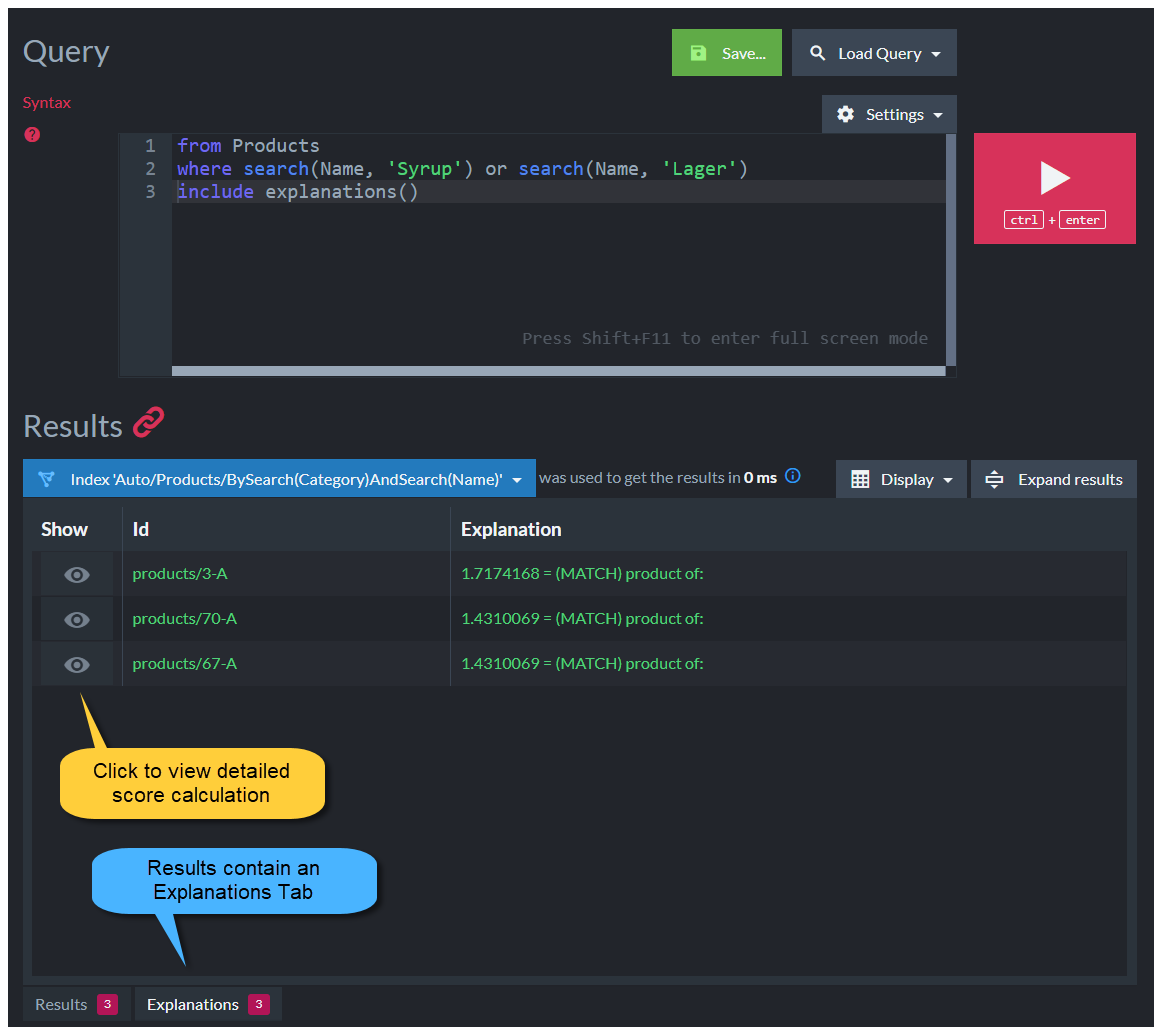 Query
Save...
Load Query
Syntax
?
Settings
1 from Products
2 where search(Name, 'Syrup') or search(Name, 'Lager')
3 include explanations()
ctrl + enter
Press Shift+F11 to enter full screen mode
Results
Index 'Auto/Products/BySearch(Category)AndSearch(Name)' was used to get the results in 0 ms
Display
Expand results
Show Id Explanation
products/3-A 1.7174168 = (MATCH) product of:
products/70-A 1.4310069 = (MATCH) product of:
products/67-A 1.4310069 = (MATCH) product of:
Click to view detailed
score calculation
Results contain an
Explanations Tab
Results 3 Explanations 3